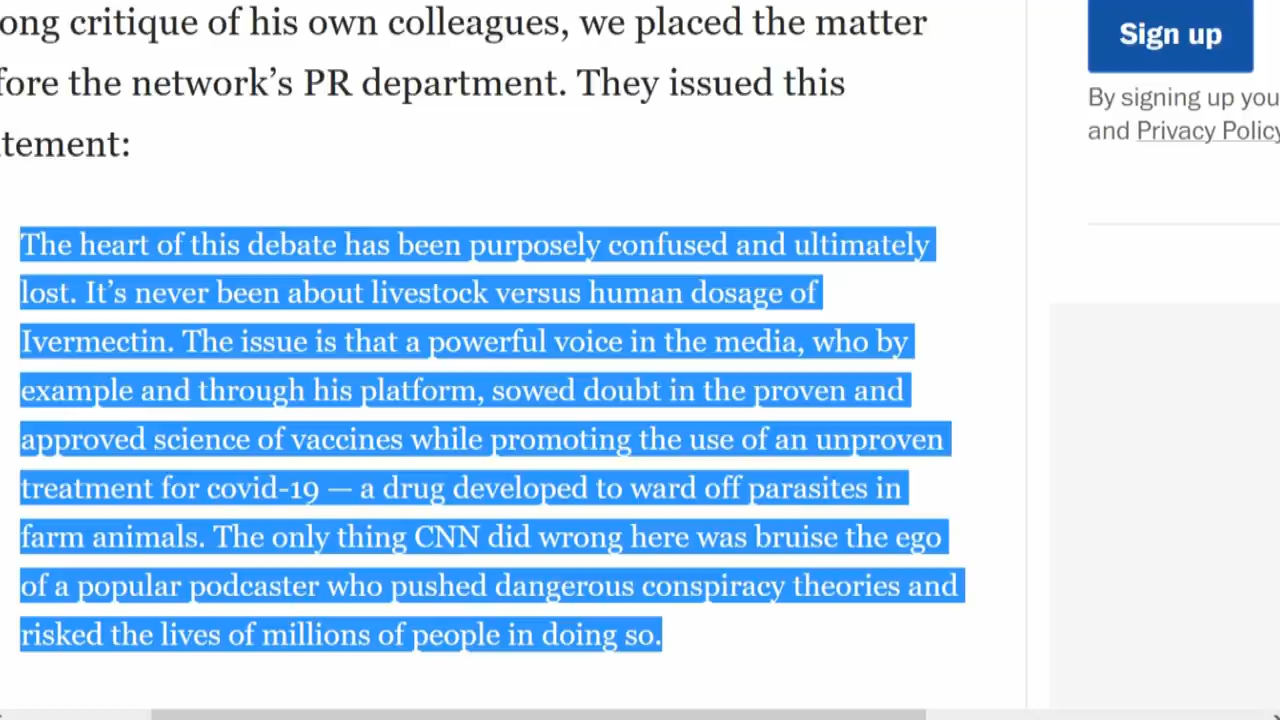 ong critique of his own colleagues, we placed the matter
fore the network's PR department. They issued this
tement:
The heart of this debate has been purposely confused and ultimately
lost. It's never been about livestock versus human dosage of
Ivermectin. The issue is that a powerful voice in the media, who by
example and through his platform, sowed doubt in the proven and
approved science of vaccines while promoting the use of an unproven
treatment for covid-19 — a drug developed to ward off parasites in
farm animals. The only thing CNN did wrong here was bruise the ego
of a popular podcaster who pushed dangerous conspiracy theories and
risked the lives of millions of people in doing so.
Sign up
By signing up you
and Privacy Policy